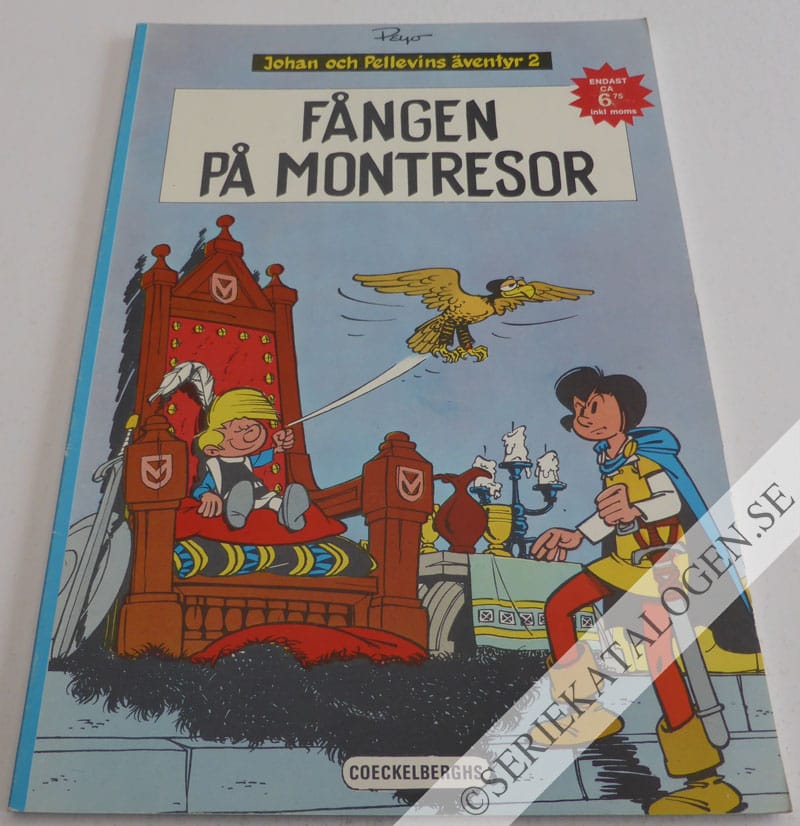 Peyo
Johan och Pellevins äventyr 2
ENDAST
CA
6:75
inkl moms
FÅNGEN
PÅ MONTRESOR
COECKELBERGHS
©SERIEKATALOGEN.SE